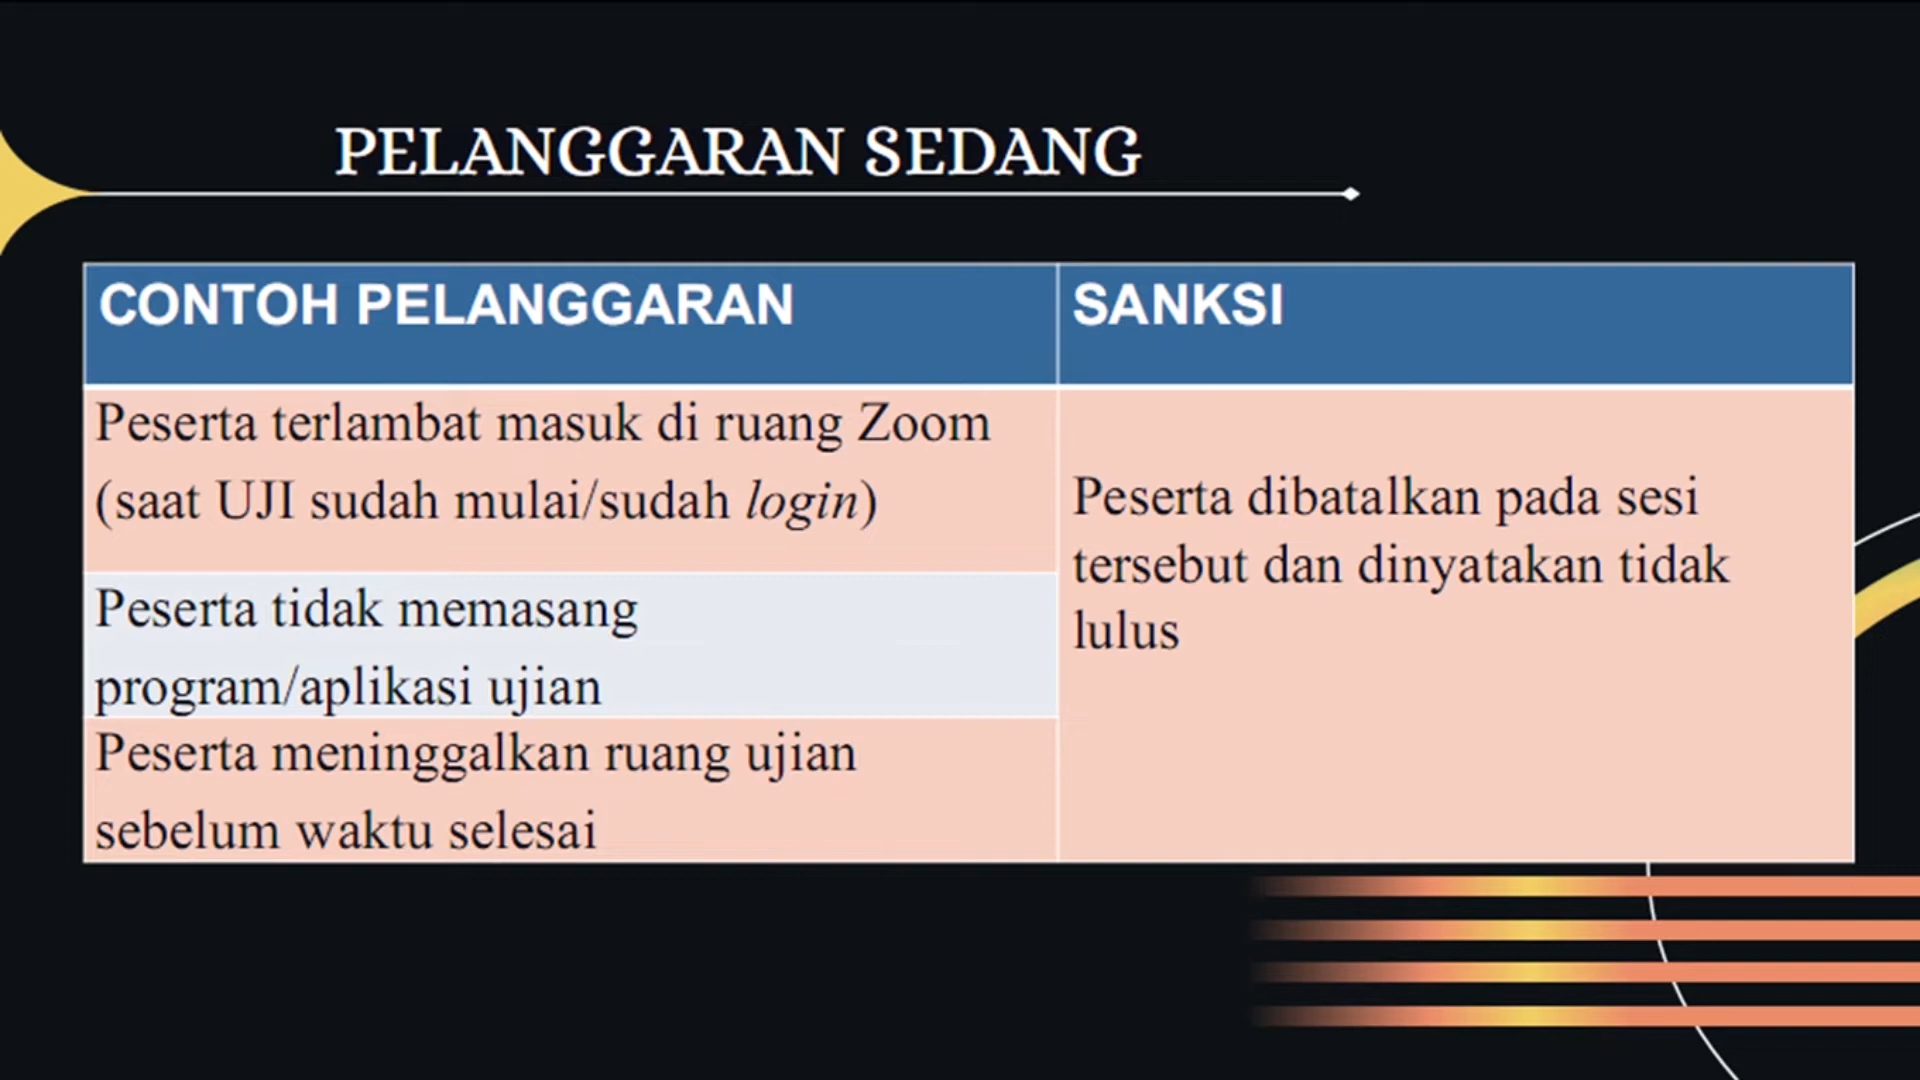 PELANGGARAN SEDANG
CONTOH PELANGGARAN
SANKSI
Peserta terlambat masuk di ruang Zoom
(saat UJI sudah mulai/sudah login)
Peserta tidak memasang
program/aplikasi ujian
Peserta meninggalkan ruang ujian
sebelum waktu selesai
Peserta dibatalkan pada sesi
tersebut dan dinyatakan tidak
lulus